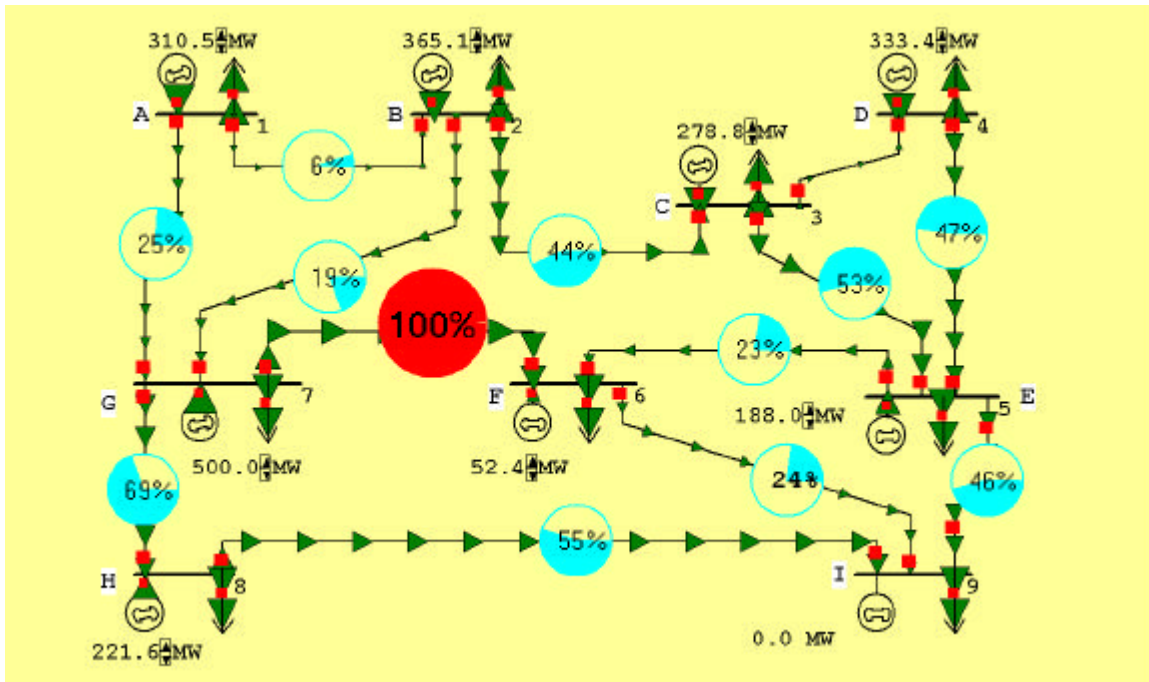 310.5 MW
365.1 MW
333.4 MW
A
B
D
1
2
4
278.8 MW
6%
C
3
25%
44%
47%
19%
53%
100%
23%
G
7
F
6
E
5
188.0 MW
500.0 MW
52.4 MW
69%
24%
46%
55%
H
8
I
9
221.6 MW
0.0 MW